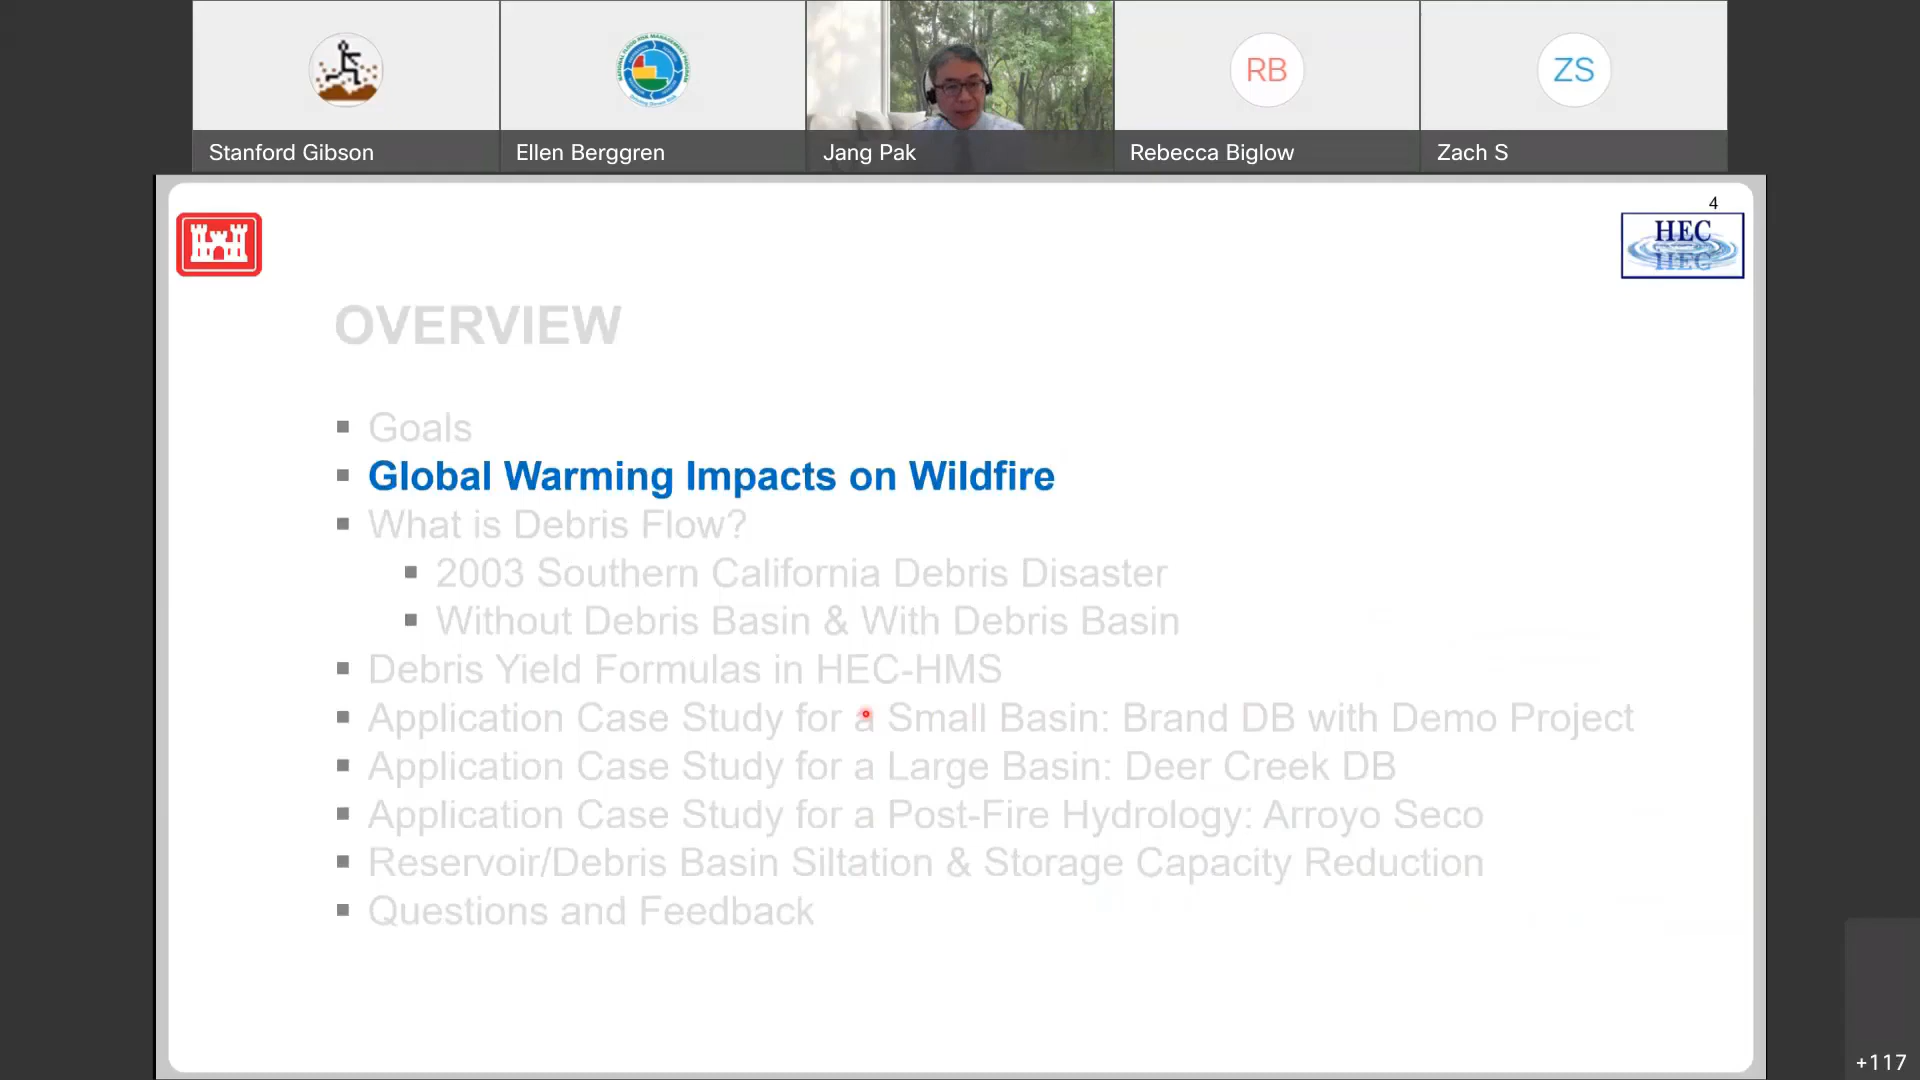 RB
ZS
Stanford Gibson
Ellen Berggren
Jang Pak
Rebecca Biglow
Zach S
4
HEC
OVERVIEW
Goals
Global Warming Impacts on Wildfire
What is Debris Flow?
2003 Southern California Debris Disaster
Without Debris Basin & With Debris Basin
Debris Yield Formulas in HEC-HMS
Application Case Study for a Small Basin: Brand DB with Demo Project
Application Case Study for a Large Basin: Deer Creek DB
Application Case Study for a Post-Fire Hydrology: Arroyo Seco
Reservoir/Debris Basin Siltation & Storage Capacity Reduction
Questions and Feedback
+117